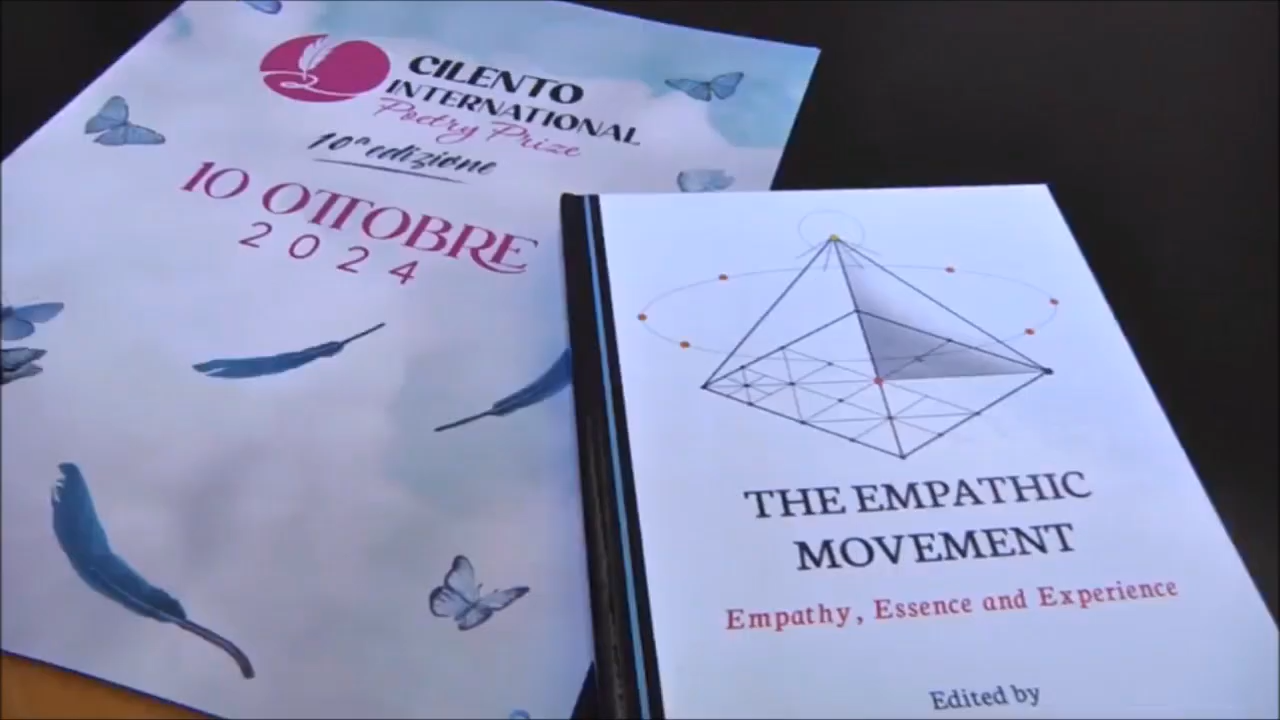 CILENTO
INTERNATIONAL
Poetry Prize
10ª edizione
10 OTTOBRE
2024
THE EMPATHIC
MOVEMENT
Empathy, Essence and Experience
Edited by